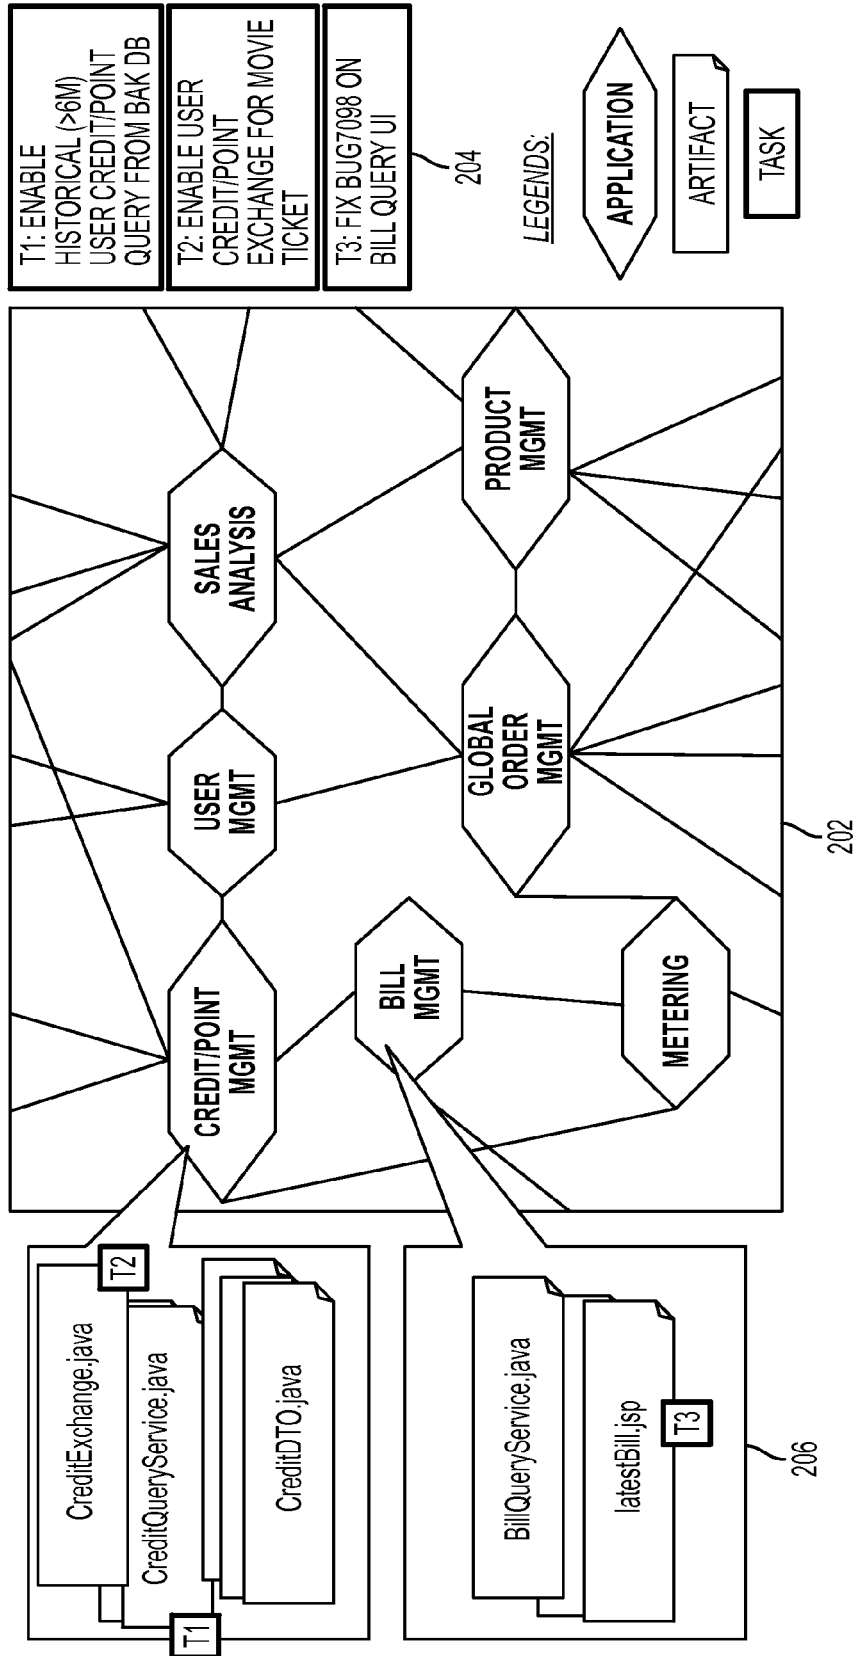 CreditExchange.java
T2
CreditQueryService.java
T1
CreditDTO.java
BillQueryService.java
latestBill.jsp
T3
206
CREDIT/POINT
MGMT
USER
MGMT
SALES
ANALYSIS
BILL
MGMT
GLOBAL
ORDER
MGMT
PRODUCT
MGMT
METERING
202
T1: ENABLE
HISTORICAL (>6M)
USER CREDIT/POINT
QUERY FROM BAK DB
T2: ENABLE USER
CREDIT/POINT
EXCHANGE FOR MOVIE
TICKET
T3: FIX BUG7098 ON
BILL QUERY UI
204
LEGENDS:
APPLICATION
ARTIFACT
TASK